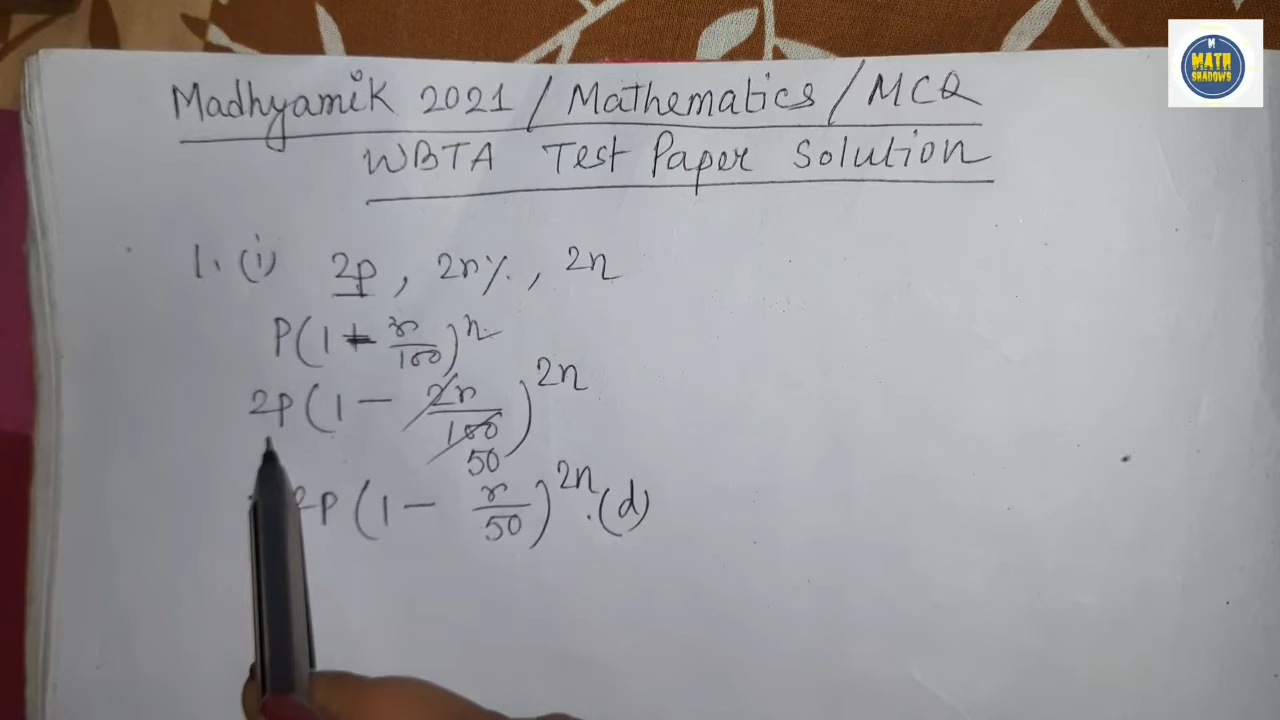 M
MATH
SHADOWS
Madhyamik 2021 / Mathematics / MCQ
WBTA Test Paper Solution
1. (i) 2p, 2r%, 2n
P(1 - r/100)^n
2P(1 - 2r/100)^2n
50
2P(1 - r/50)^2n. (d)